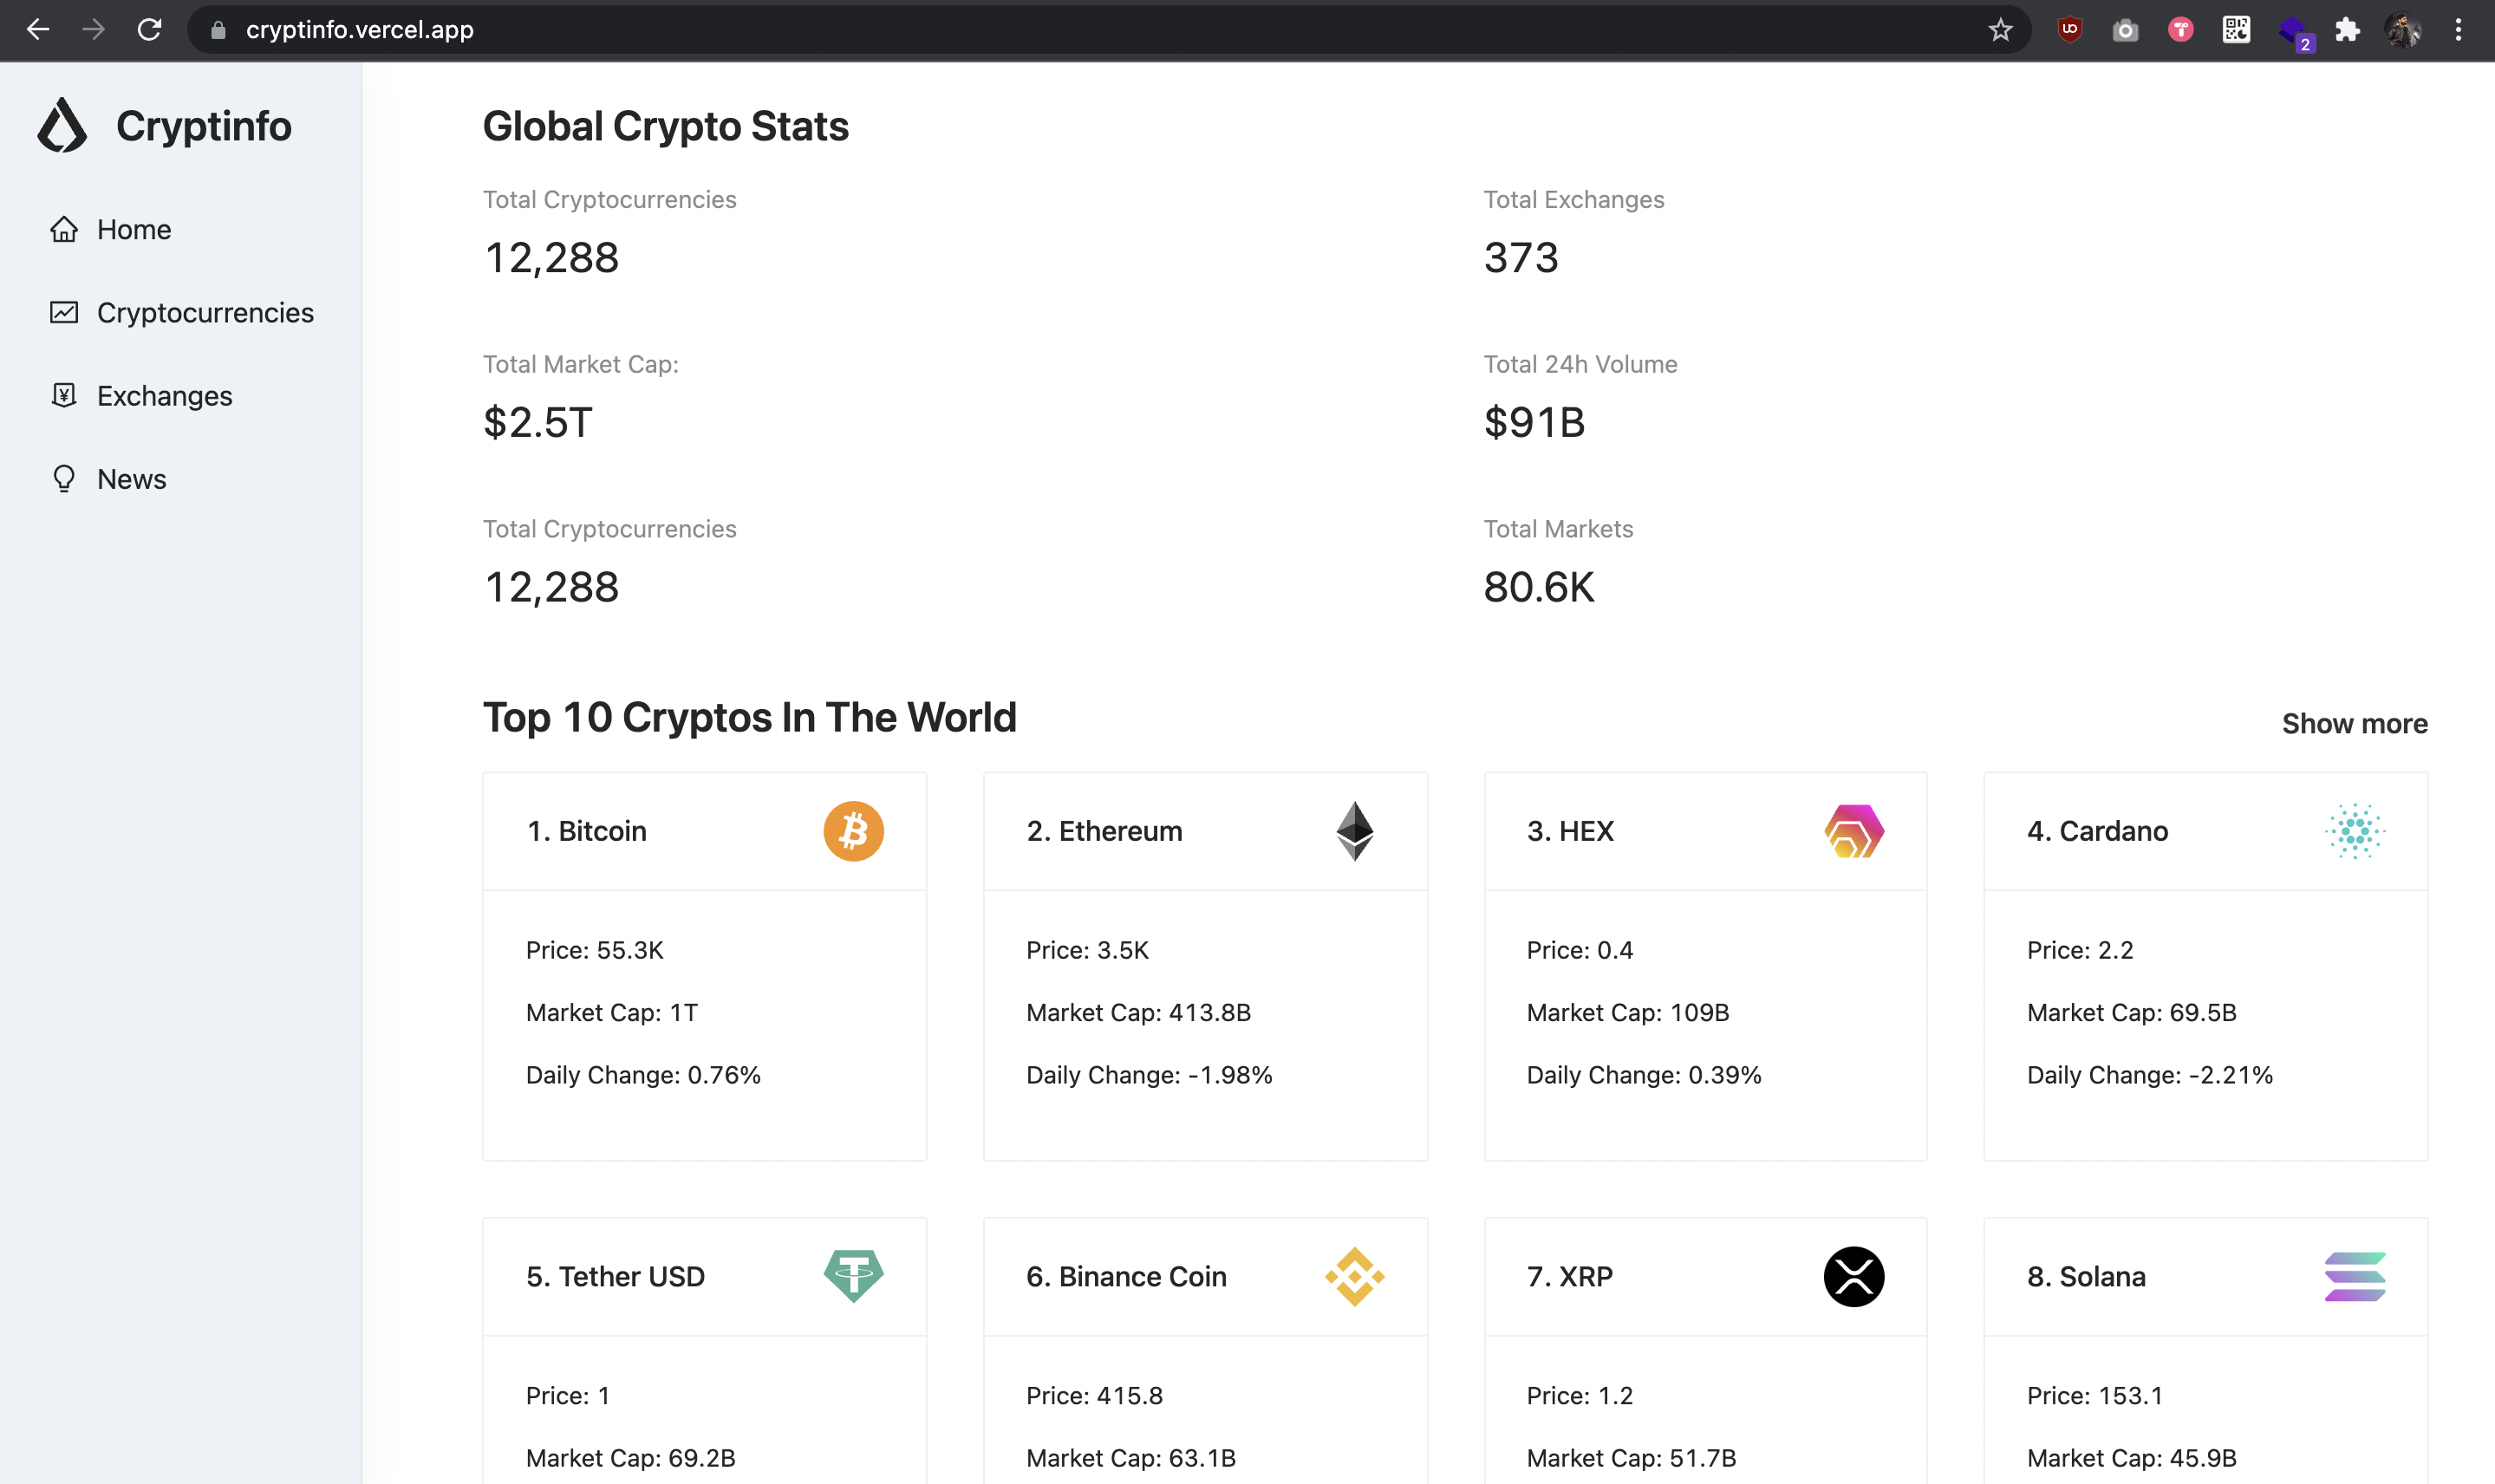 cryptinfo.vercel.app
2
Cryptinfo
Home
Cryptocurrencies
Exchanges
News
Global Crypto Stats
Total Cryptocurrencies
12,288
Total Exchanges
373
Total Market Cap:
$2.5T
Total 24h Volume
$91B
Total Cryptocurrencies
12,288
Total Markets
80.6K
Top 10 Cryptos In The World
Show more
1. Bitcoin
Price: 55.3K
Market Cap: 1T
Daily Change: 0.76%
2. Ethereum
Price: 3.5K
Market Cap: 413.8B
Daily Change: -1.98%
3. HEX
Price: 0.4
Market Cap: 109B
Daily Change: 0.39%
4. Cardano
Price: 2.2
Market Cap: 69.5B
Daily Change: -2.21%
5. Tether USD
Price: 1
Market Cap: 69.2B
6. Binance Coin
Price: 415.8
Market Cap: 63.1B
7. XRP
Price: 1.2
Market Cap: 51.7B
8. Solana
Price: 153.1
Market Cap: 45.9B